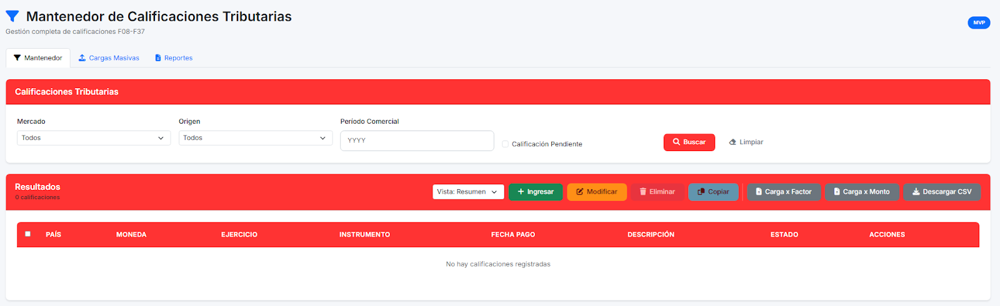 Mantenedor de Calificaciones Tributarias
Gestión completa de calificaciones F08-F37
MVP
Mantenedor
Cargas Masivas
Reportes
Calificaciones Tributarias
Mercado
Origen
Período Comercial
Todos
Todos
YYYY
Calificación Pendiente
Buscar
Limpiar
Resultados
0 calificaciones
Vista: Resumen
Ingresar
Modificar
Eliminar
Copiar
Carga x Factor
Carga x Monto
Descargar CSV
PAÍS
MONEDA
EJERCICIO
INSTRUMENTO
FECHA PAGO
DESCRIPCIÓN
ESTADO
ACCIONES
No hay calificaciones registradas